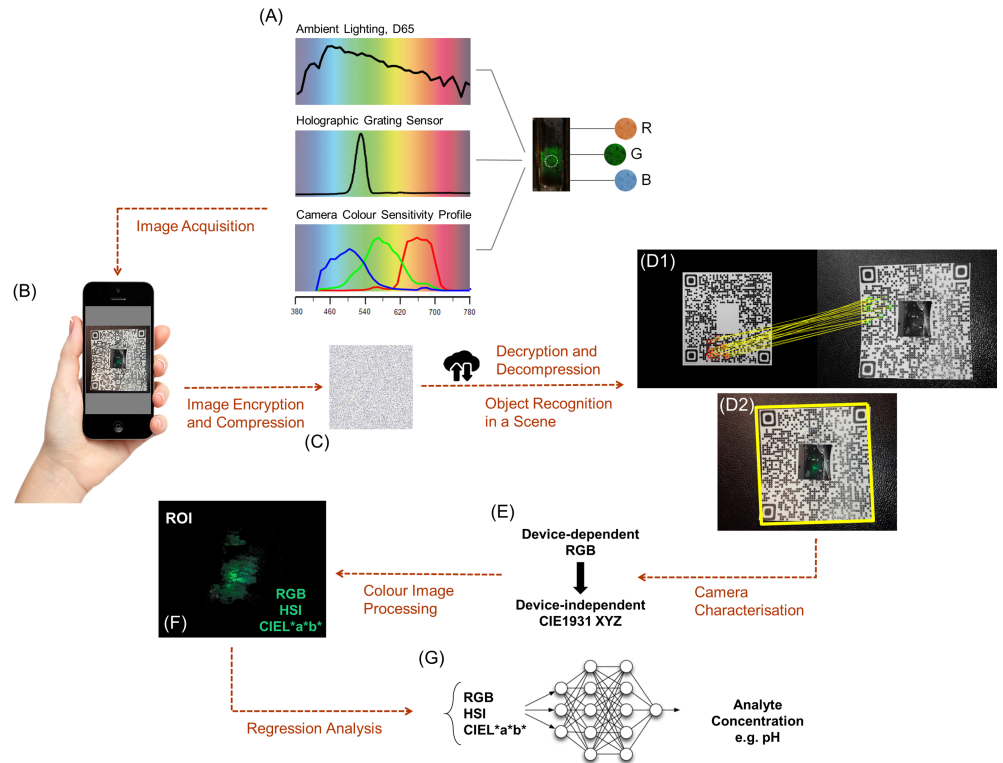 (A)
Ambient Lighting, D65
Holographic Grating Sensor
R
G
B
Camera Colour Sensitivity Profile
380 460 540 620 700 780
Image Acquisition
(B)
Image Encryption
and Compression
(C)
Decryption and
Decompression
Object Recognition
in a Scene
(D1)
(D2)
Camera
Characterisation
(E)
Device-dependent
RGB
Device-independent
CIE1931 XYZ
Colour Image
Processing
ROI
RGB
HSI
CIEL*a*b*
(F)
Regression Analysis
(G)
RGB
HSI
CIEL*a*b*
Analyte
Concentration
e.g. pH